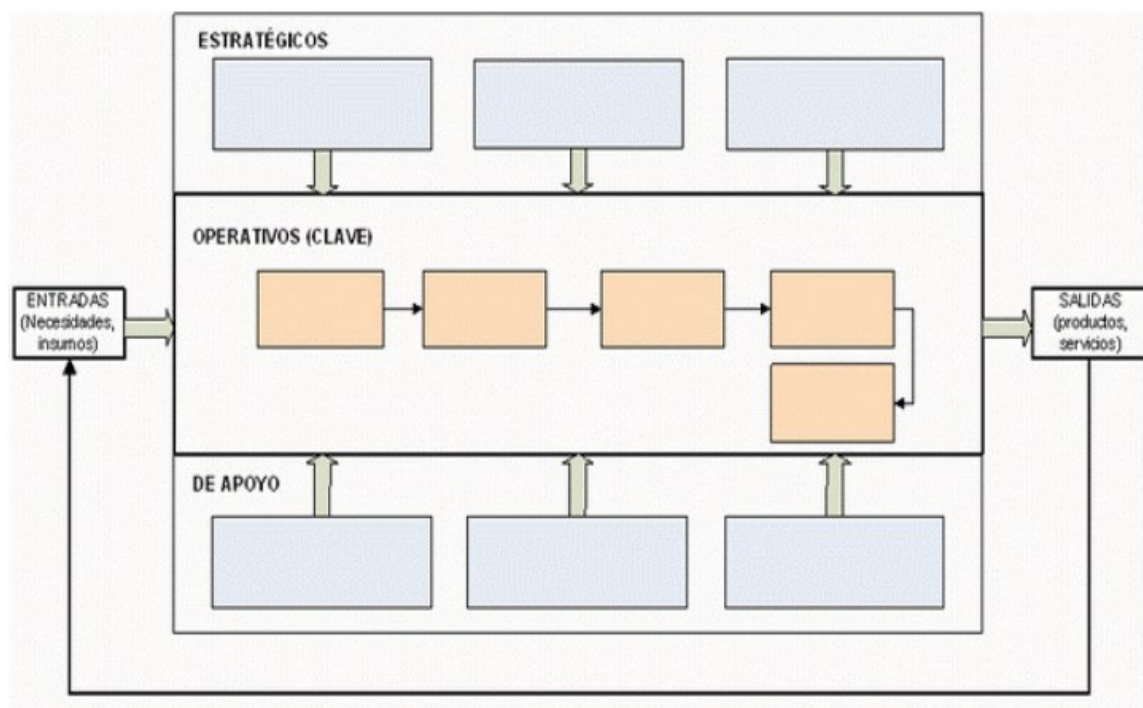 ESTRATÉGICOS
OPERATIVOS (CLAVE)
ENTRADAS
(Necesidades,
insumos)
SALIDAS
(productos,
servicios)
DE APOYO